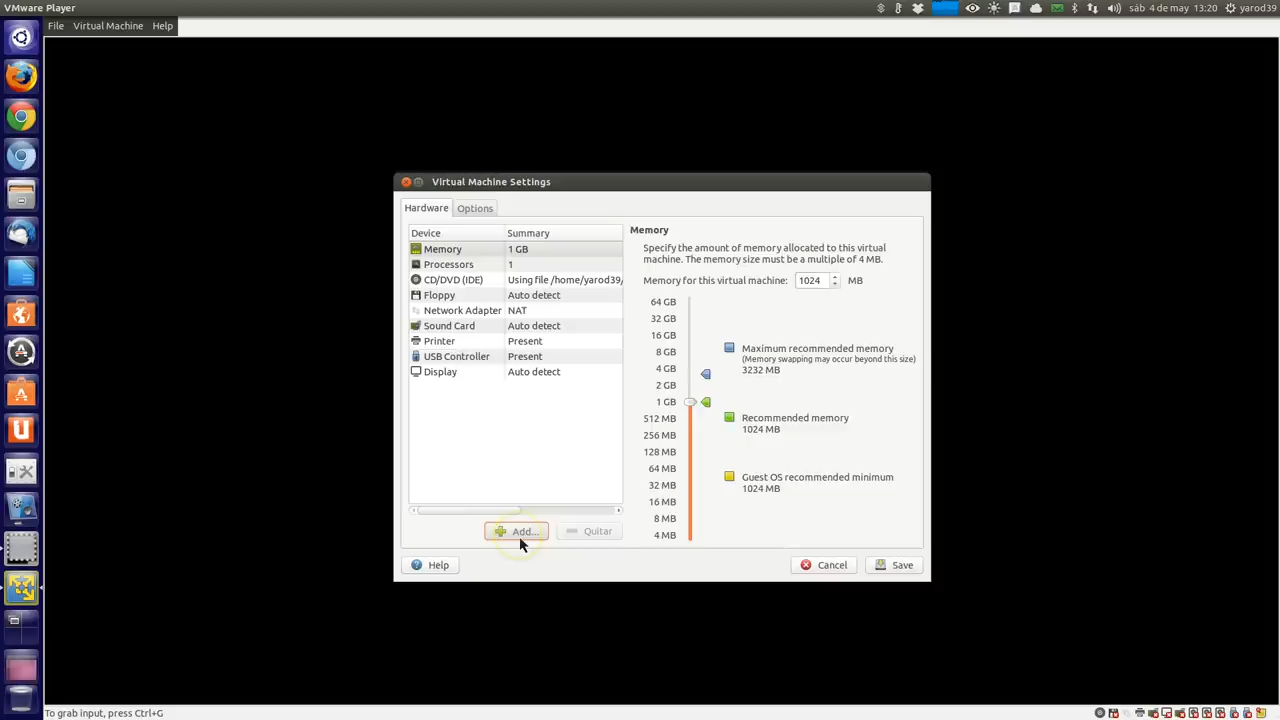 VMware Player
sáb 4 de may 13:20
yarod39
File Virtual Machine Help
Virtual Machine Settings
Hardware Options
Device Summary
Memory 1 GB
Processors 1
CD/DVD (IDE) Using file /home/yarod39/
Floppy Auto detect
Network Adapter NAT
Sound Card Auto detect
Printer Present
USB Controller Present
Display Auto detect
Add...
Quitar
Memory
Specify the amount of memory allocated to this virtual
machine. The memory size must be a multiple of 4 MB.
Memory for this virtual machine: 1024 MB
64 GB
32 GB
16 GB
8 GB
4 GB
2 GB
1 GB
512 MB
256 MB
128 MB
64 MB
32 MB
16 MB
8 MB
4 MB
Maximum recommended memory
(Memory swapping may occur beyond this size)
3232 MB
Recommended memory
1024 MB
Guest OS recommended minimum
1024 MB
Help
Cancel
Save
To grab input, press Ctrl+G